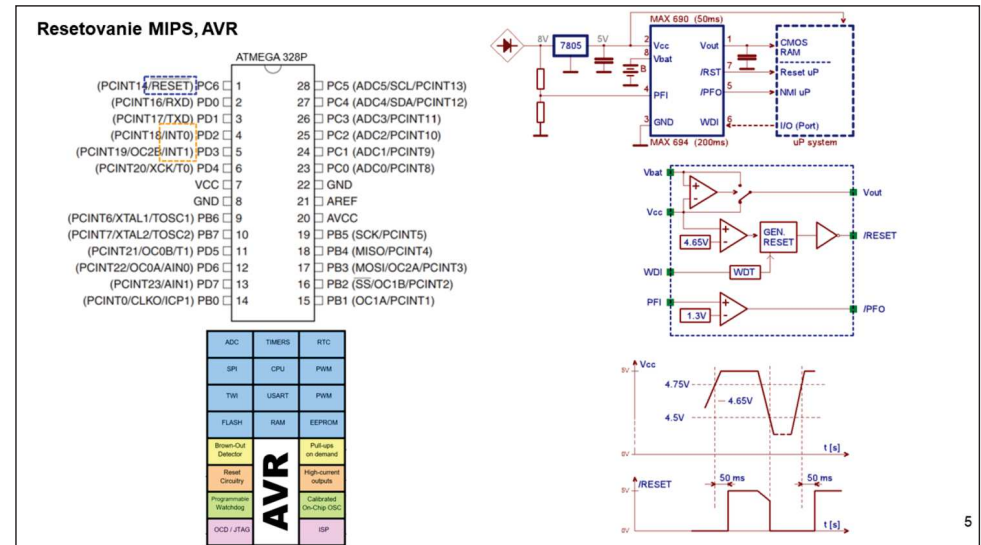 Resetovanie MIPS, AVR
ATMEGA 328P
(PCINT14/RESET) PC6 1
(PCINT16/RXD) PD0 2
(PCINT17/TXD) PD1 3
(PCINT18/INT0) PD2 4
(PCINT19/OC2B/INT1) PD3 5
(PCINT20/XCK/T0) PD4 6
VCC 7
GND 8
(PCINT6/XTAL1/TOSC1) PB6 9
(PCINT7/XTAL2/TOSC2) PB7 10
(PCINT21/OC0B/T1) PD5 11
(PCINT22/OC0A/AIN0) PD6 12
(PCINT23/AIN1) PD7 13
(PCINT0/CLKO/ICP1) PB0 14
28 PC5 (ADC5/SCL/PCINT13)
27 PC4 (ADC4/SDA/PCINT12)
26 PC3 (ADC3/PCINT11)
25 PC2 (ADC2/PCINT10)
24 PC1 (ADC1/PCINT9)
23 PC0 (ADC0/PCINT8)
22 GND
21 AREF
20 AVCC
19 PB5 (SCK/PCINT5)
18 PB4 (MISO/PCINT4)
17 PB3 (MOSI/OC2A/PCINT3)
16 PB2 (SS/OC1B/PCINT2)
15 PB1 (OC1A/PCINT1)
ADC TIMERS RTC
SPI CPU PWM
TWI USART PWM
FLASH RAM EEPROM
Brown-Out
Detector
Pull-ups
on demand
Reset
Circuitry
High-current
outputs
Programmable
Watchdog
Calibrated
On-Chip OSC
OCD / JTAG
ISP
AVR
MAX 690 (50ms)
8V 7805 5V
2 Vcc Vout 1
8 Vbat
B
/RST 7
4 PFI /PFO 5
3 GND WDI 6
MAX 694 (200ms)
CMOS
RAM
Reset uP
NMI uP
I/O (Port)
uP system
Vbat
Vout
Vcc
4.65V
GEN.
RESET
/RESET
WDI WDT
PFI
1.3V
/PFO
Vcc
5V
4.75V
4.65V
4.5V
0V
t [s]
/RESET
5V
50 ms 50 ms
0V
t [s]
5